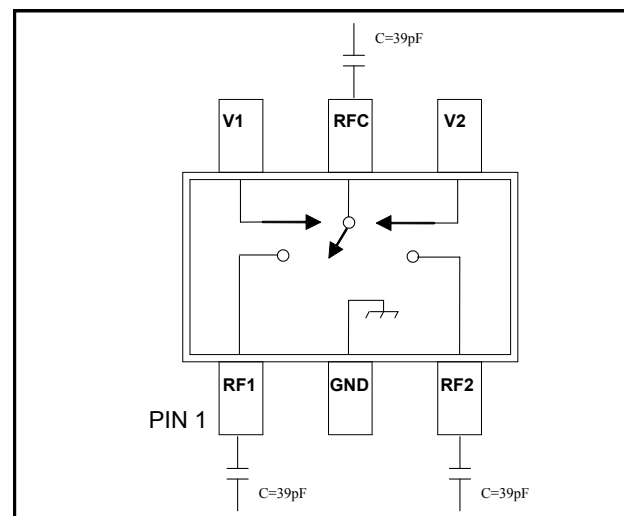 C=39pF
V1
RFC
V2
RF1
GND
RF2
PIN 1
C=39pF
C=39pF